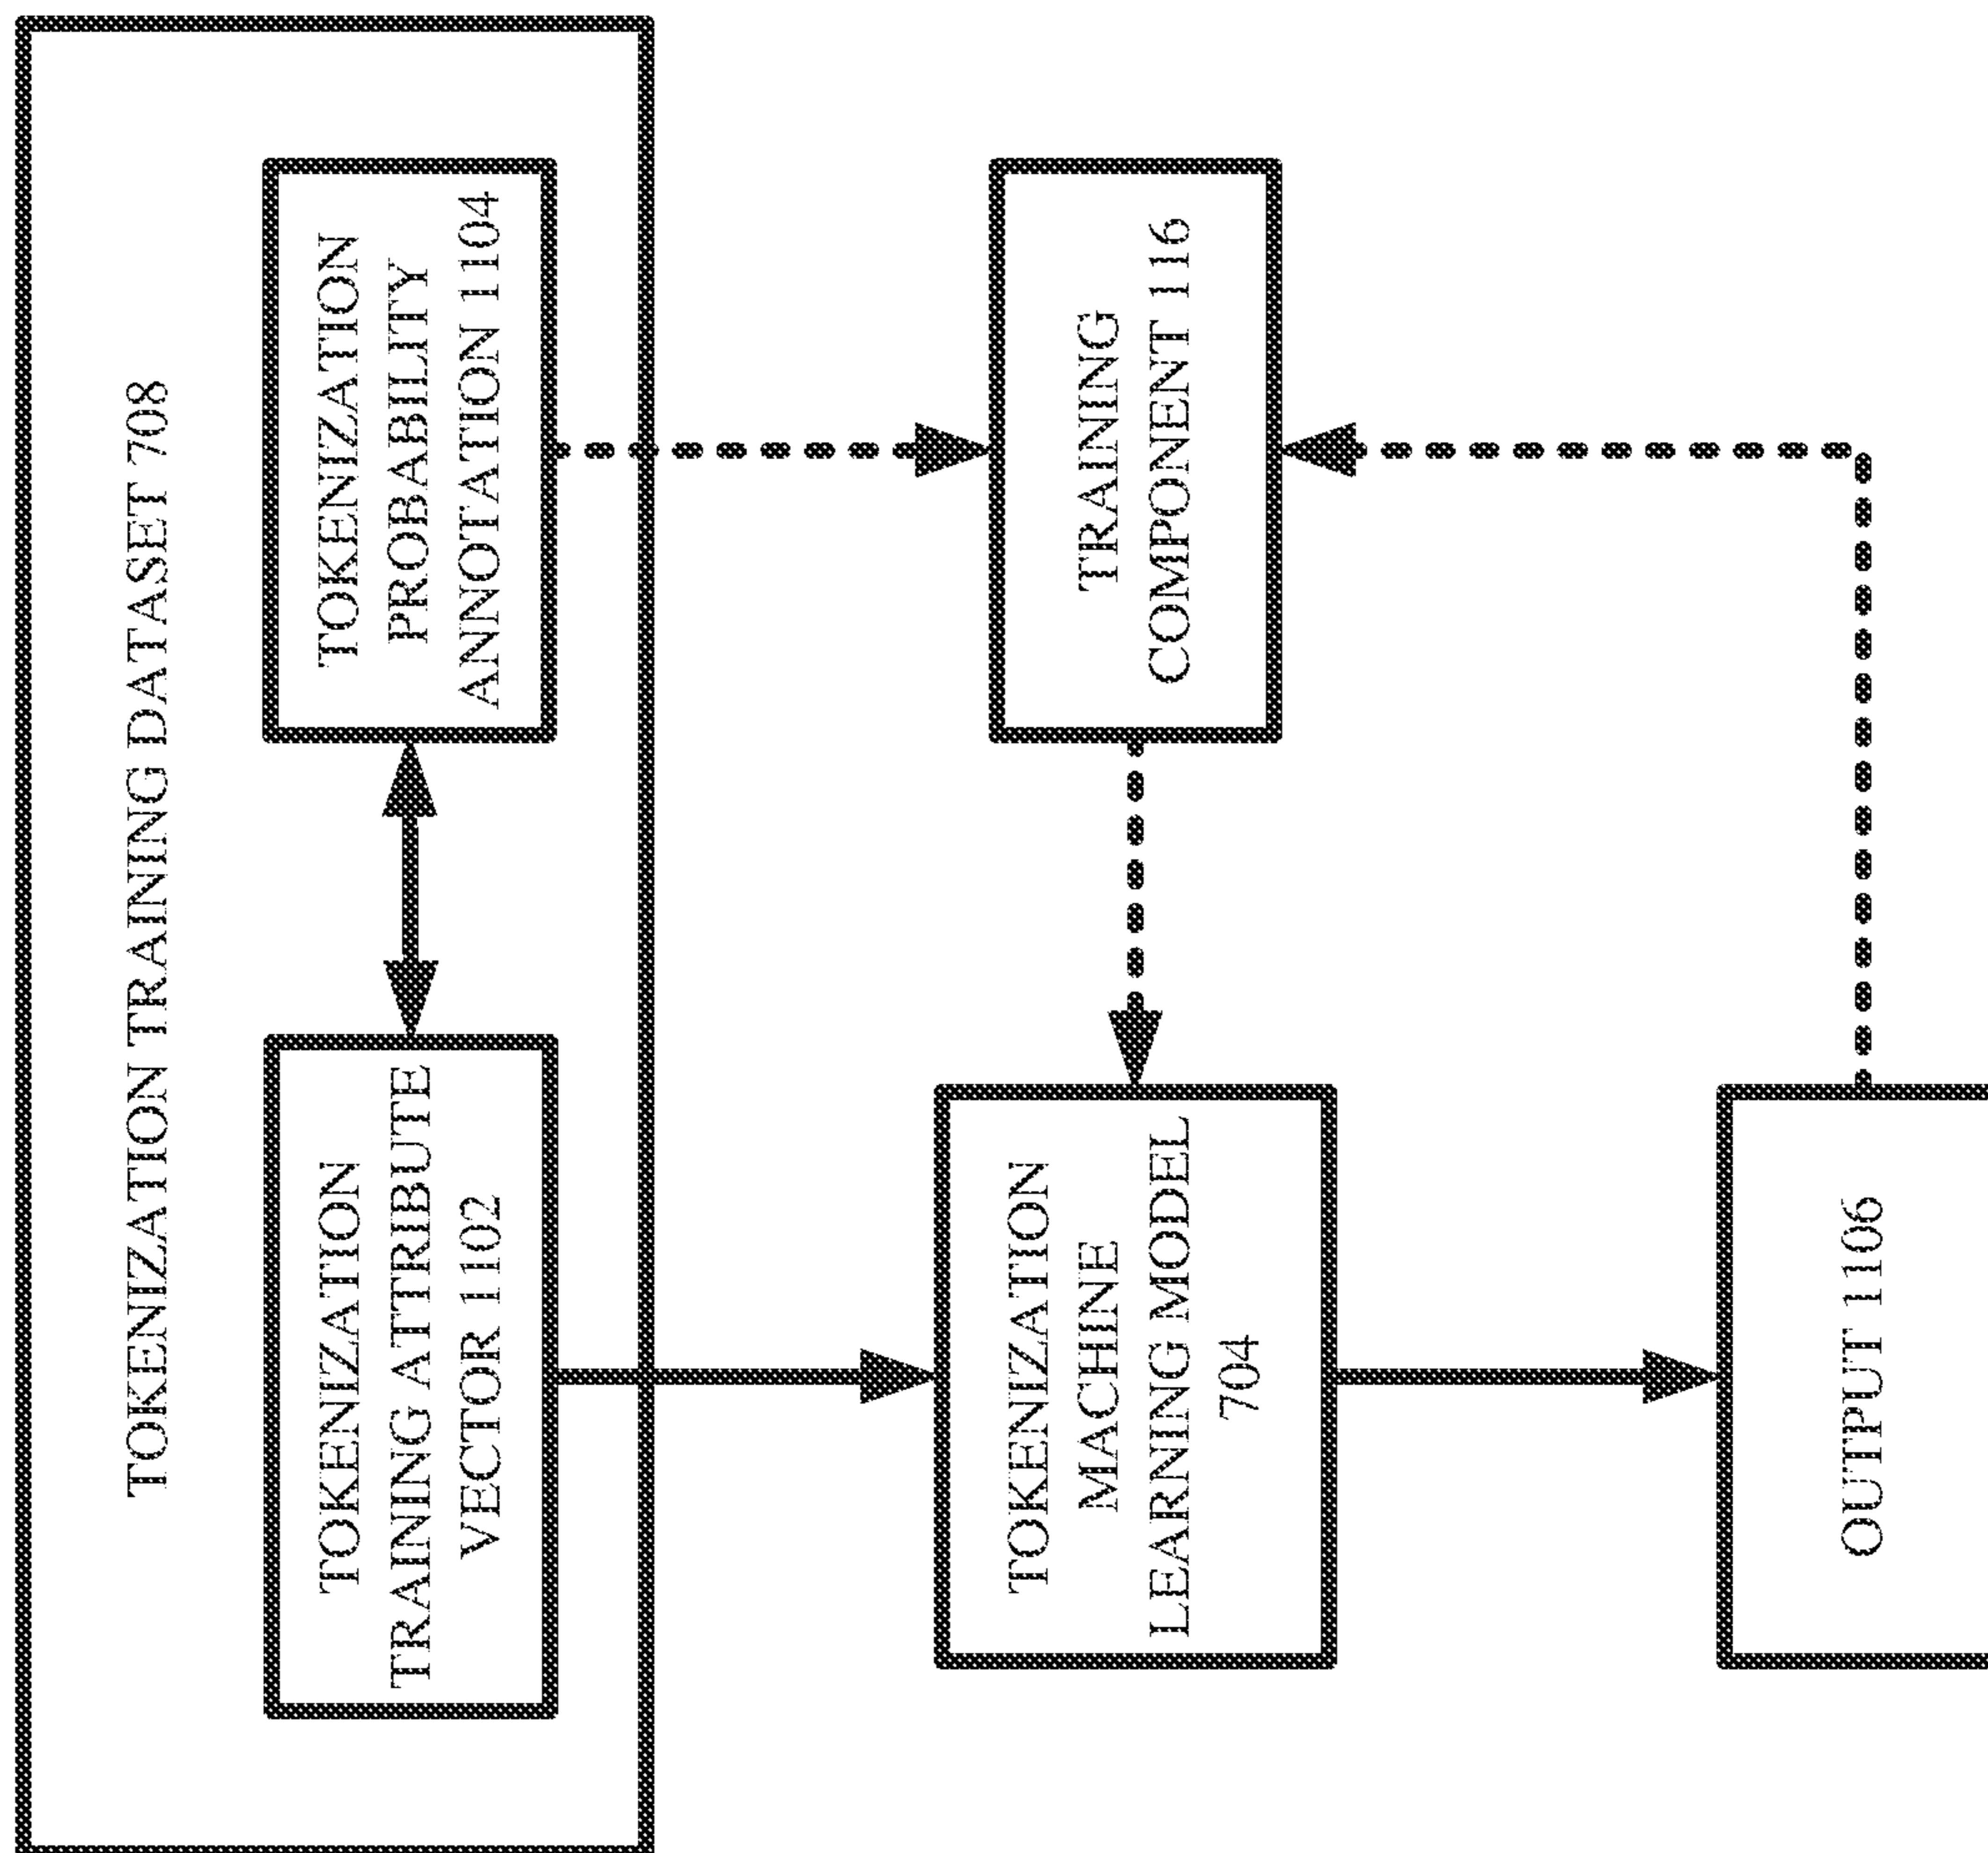 TOKENIZATION TRAINING DATASET 708
TOKENIZATION
TRAINING ATTRIBUTE
VECTOR 1102
TOKENIZATION
PROBABILITY
ANNOTATION 1104
TOKENIZATION
MACHINE
LEARNING MODEL
704
TRAINING
COMPONENT 116
OUTPUT 1106